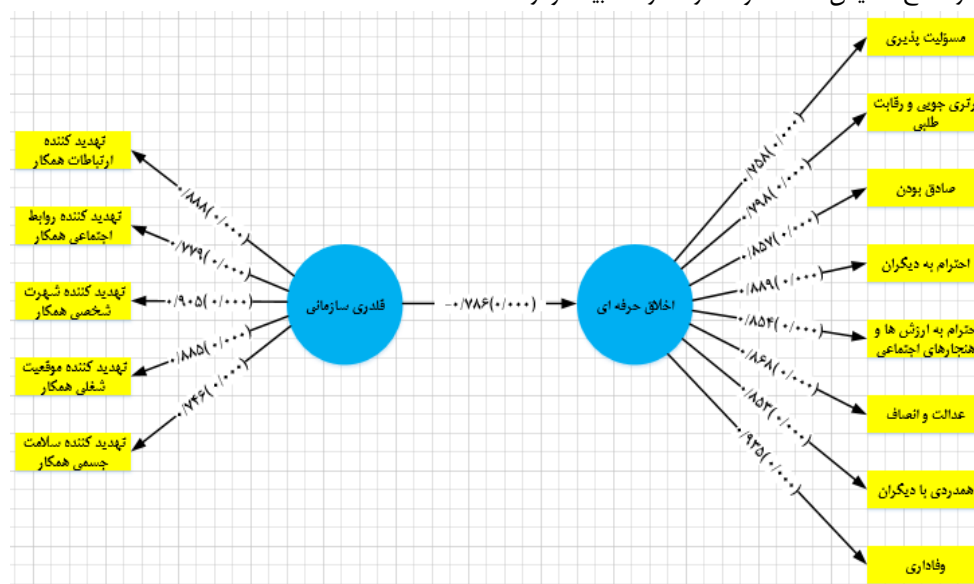 مسؤلیت پذیری
رتری جویی و رقابت
طلبی
صادق بودن
احترام به دیگران
حترام به ارزش ها و
هنجارهای اجتماعی
عدالت و انصاف
همدردی با دیگران
وفاداری
۰/۷۵۸(۰/۰۰۰)
۰/۷۹۸(۰/۰۰۰)
۰/۸۵۷(۰/۰۰۰)
۰/۸۸۹(۰/۰۰۰)
۰/۸۵۴(۰/۰۰۰)
۰/۸۶۸(۰/۰۰۰)
۰/۸۵۳(۰/۰۰۰)
۰/۹۳۵(۰/۰۰۰)
اخلاق حرفه ای
-۰/۷۸۶(۰/۰۰۰)
قلدری سازمانی
۰/۸۸۸(۰/۰۰۰)
۰/۷۷۹(۰/۰۰۰)
۰/۹۰۵(۰/۰۰۰)
۰/۸۸۵(۰/۰۰۰)
۰/۷۴۶(۰/۰۰۰)
تهدید کننده
ارتباطات همکار
تهدید کننده روابط
اجتماعی همکار
تهدید کننده شهرت
شخصی همکار
تهدید کننده موقعیت
شغلی همکار
تهدید کننده سلامت
جسمی همکار